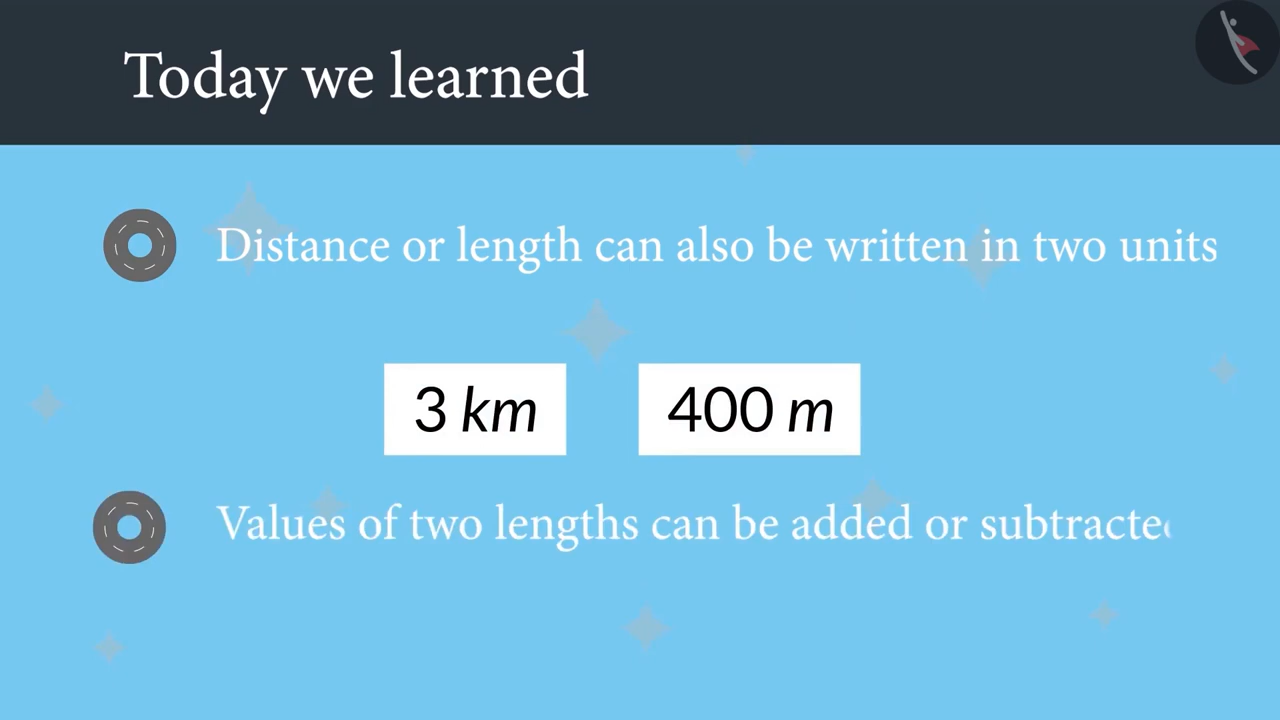 Today we learned
Distance or length can also be written in two units
3 km 400 m
Values of two lengths can be added or